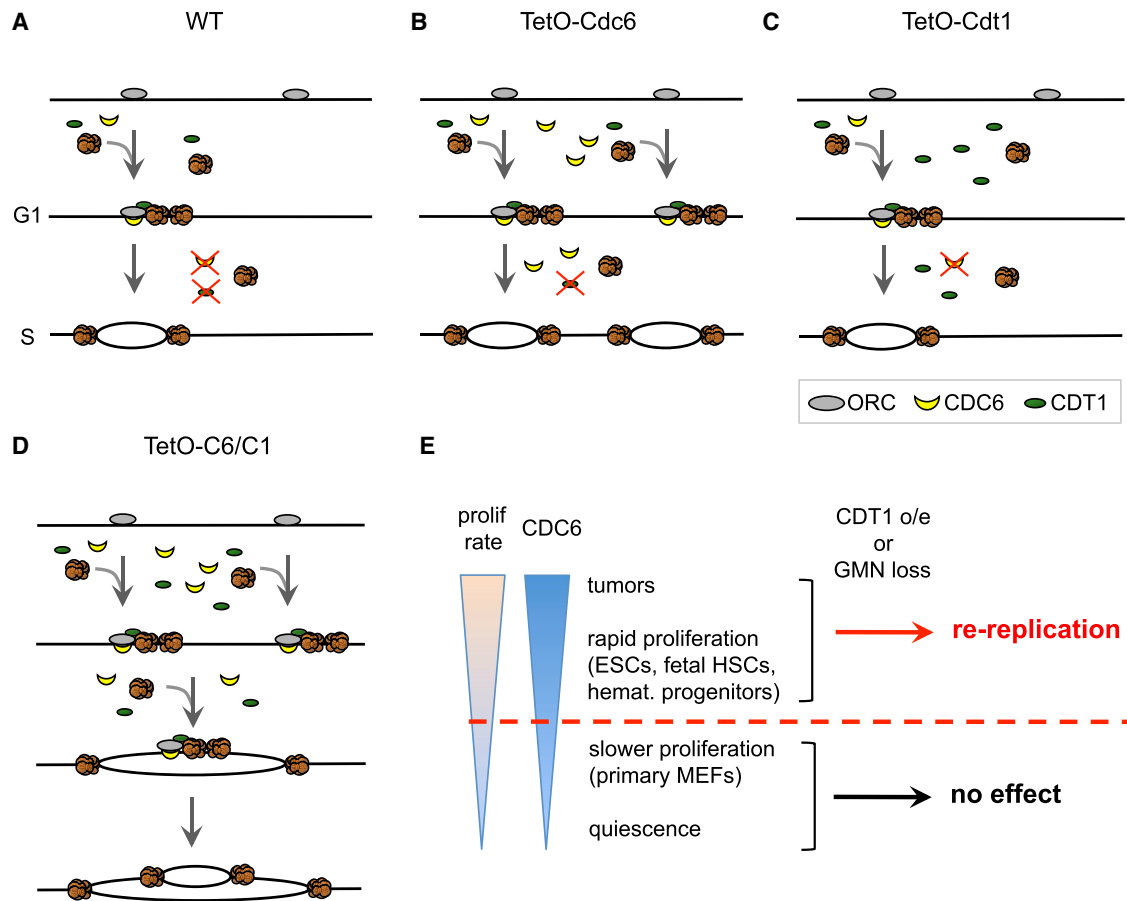 A
WT
B
TetO-Cdc6
C
TetO-Cdt1
G1
S
ORC
CDC6
CDT1
D
TetO-C6/C1
E
prolif
rate
CDC6
CDT1 o/e
or
GMN loss
tumors
rapid proliferation
(ESCs, fetal HSCs,
hemat. progenitors)
re-replication
slower proliferation
(primary MEFs)
quiescence
no effect